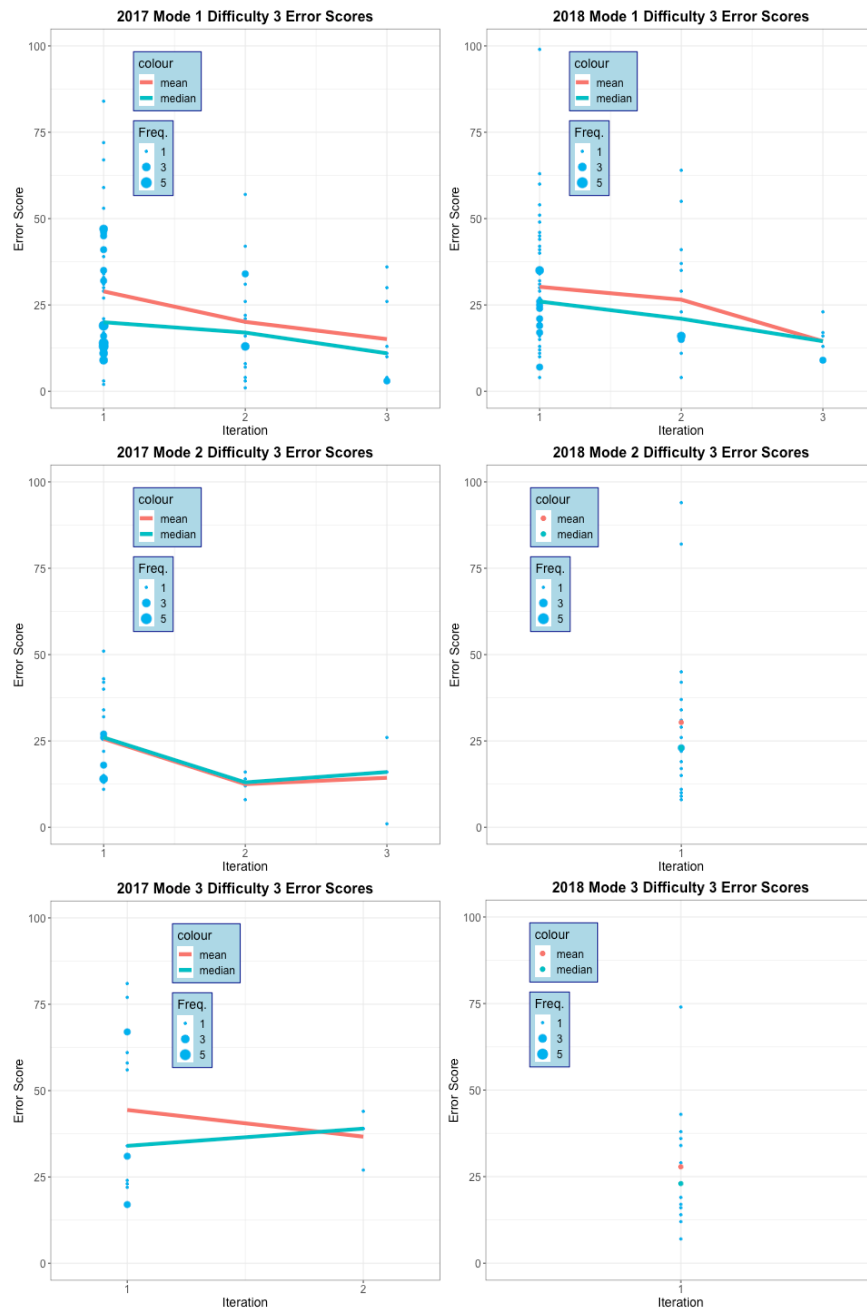 2017 Mode 1 Difficulty 3 Error Scores
100
75
50
25
0
Error Score
colour
mean
median
Freq.
1
3
5
1
2
3
Iteration
2018 Mode 1 Difficulty 3 Error Scores
100
75
50
25
0
Error Score
colour
mean
median
Freq.
1
3
5
1
2
3
Iteration
2017 Mode 2 Difficulty 3 Error Scores
100
75
50
25
0
Error Score
colour
mean
median
Freq.
1
3
5
1
2
3
Iteration
2018 Mode 2 Difficulty 3 Error Scores
100
75
50
25
0
Error Score
colour
mean
median
Freq.
1
3
5
1
Iteration
2017 Mode 3 Difficulty 3 Error Scores
100
75
50
25
0
Error Score
colour
mean
median
Freq.
1
3
5
1
2
Iteration
2018 Mode 3 Difficulty 3 Error Scores
100
75
50
25
0
Error Score
colour
mean
median
Freq.
1
3
5
1
Iteration